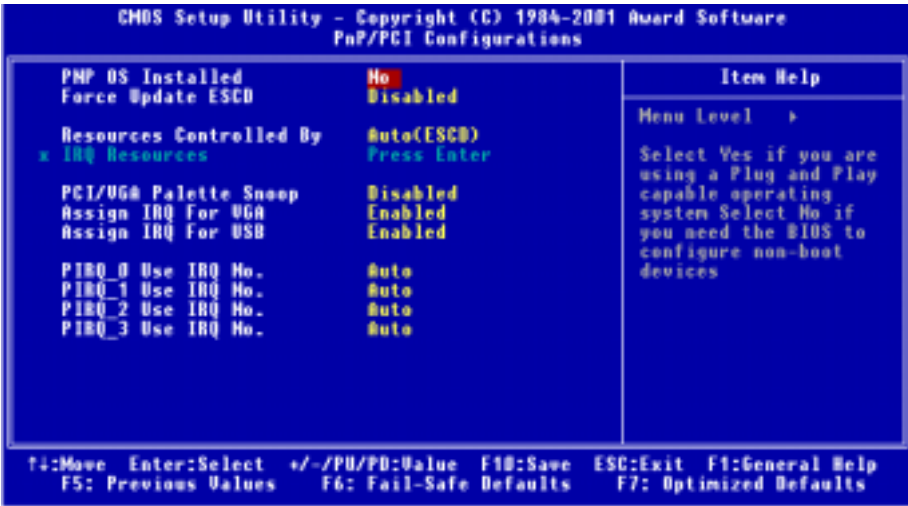 CMOS Setup Utility - Copyright (C) 1984-2001 Award Software
PnP/PCI Configurations
PNP OS Installed No
Force Update ESCD Disabled
Resources Controlled By Auto(ESCD)
x IRQ Resources Press Enter
PCI/VGA Palette Snoop Disabled
Assign IRQ For VGA Enabled
Assign IRQ For USB Enabled
PIRQ_0 Use IRQ No. Auto
PIRQ_1 Use IRQ No. Auto
PIRQ_2 Use IRQ No. Auto
PIRQ_3 Use IRQ No. Auto
Item Help
Menu Level ▸
Select Yes if you are
using a Plug and Play
capable operating
system Select No if
you need the BIOS to
configure non-boot
devices
↑↓:Move Enter:Select +/-/PU/PD:Value F10:Save ESC:Exit F1:General Help
F5: Previous Values F6: Fail-Safe Defaults F7: Optimized Defaults